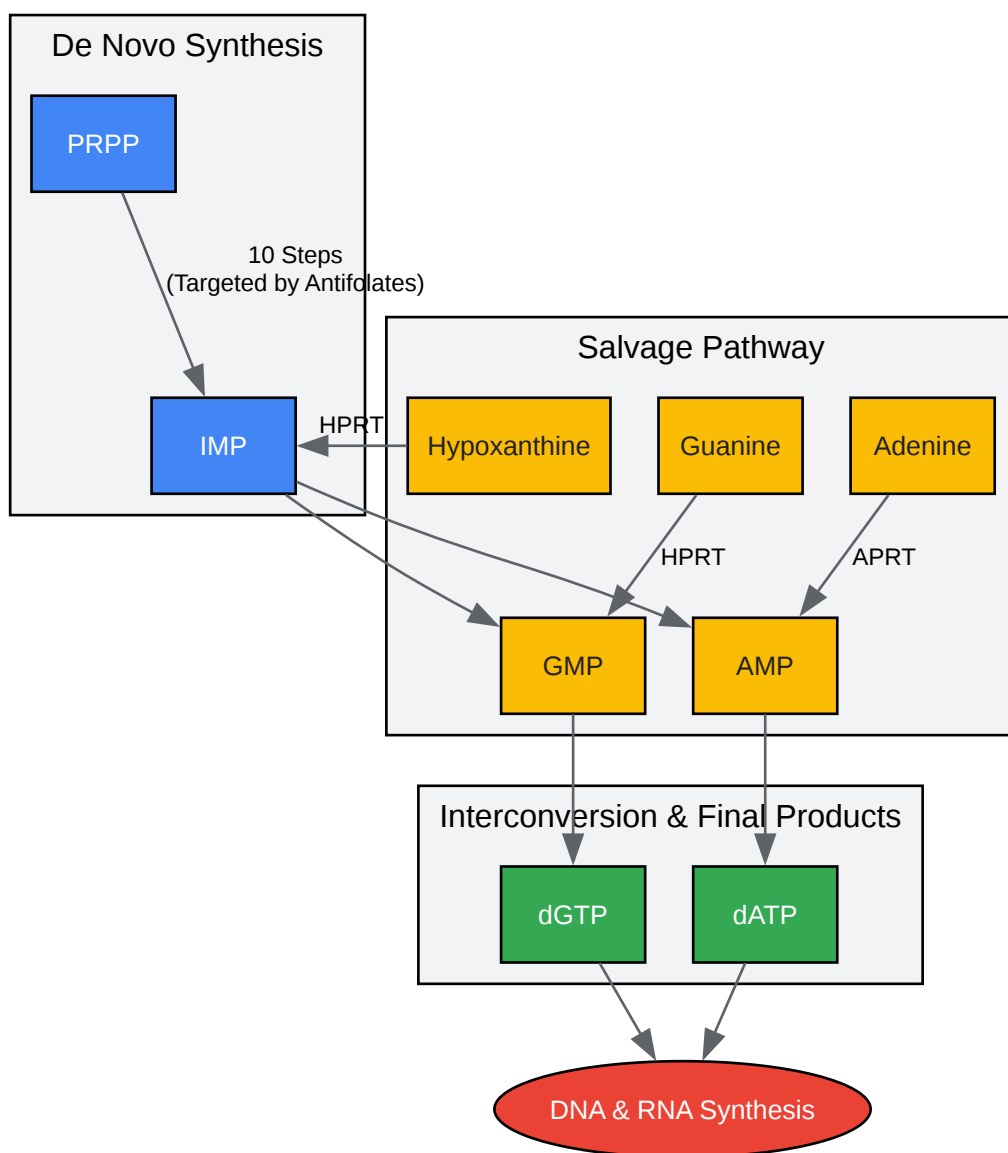 De Novo Synthesis
PRPP
10 Steps
(Targeted by Antifolates)
Salvage Pathway
IMP
HPRT
Hypoxanthine
Guanine
Adenine
HPRT
APRT
GMP
AMP
Interconversion & Final Products
dGTP
dATP
DNA & RNA Synthesis